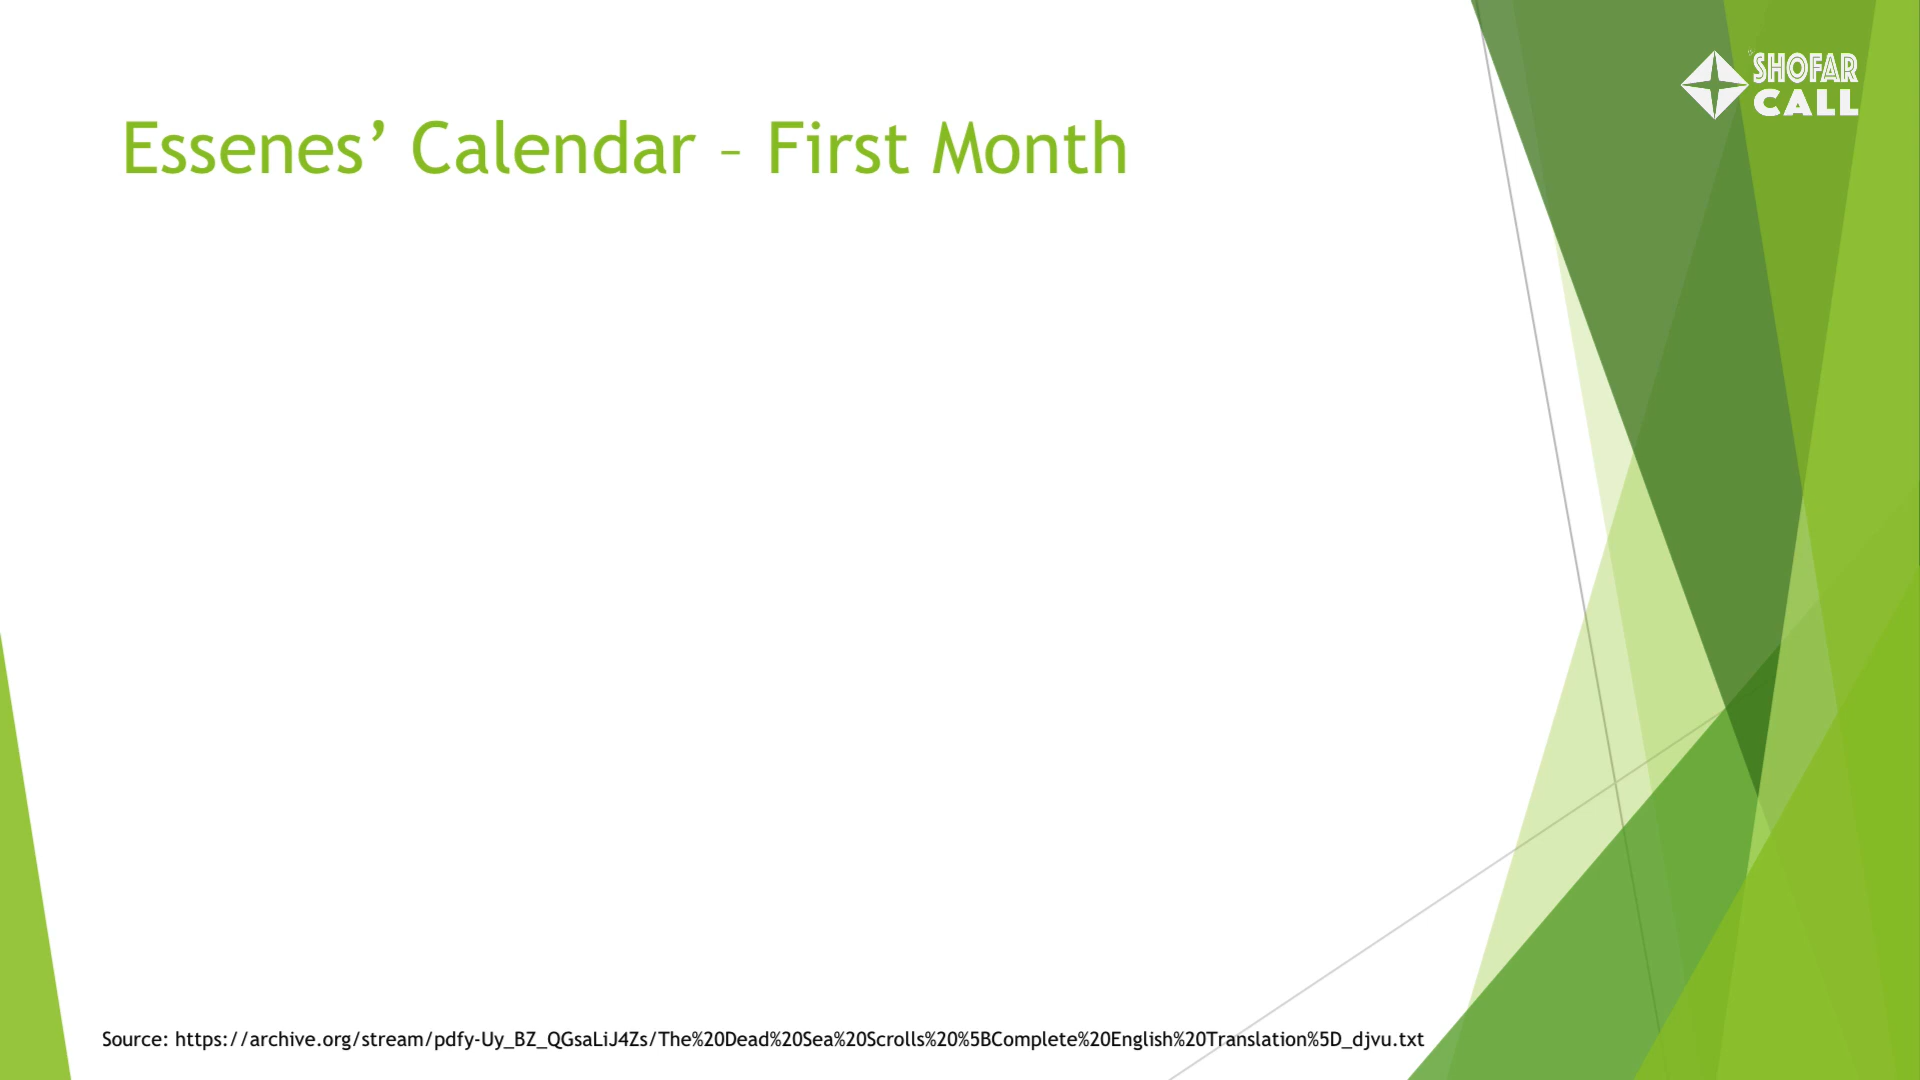 SHOFAR
CALL
Essenes’ Calendar – First Month
Source: https://archive.org/stream/pdfy-Uy_BZ_QGsaLiJ4Zs/The%20Dead%20Sea%20Scrolls%20%5BComplete%20English%20Translation%5D_djvu.txt